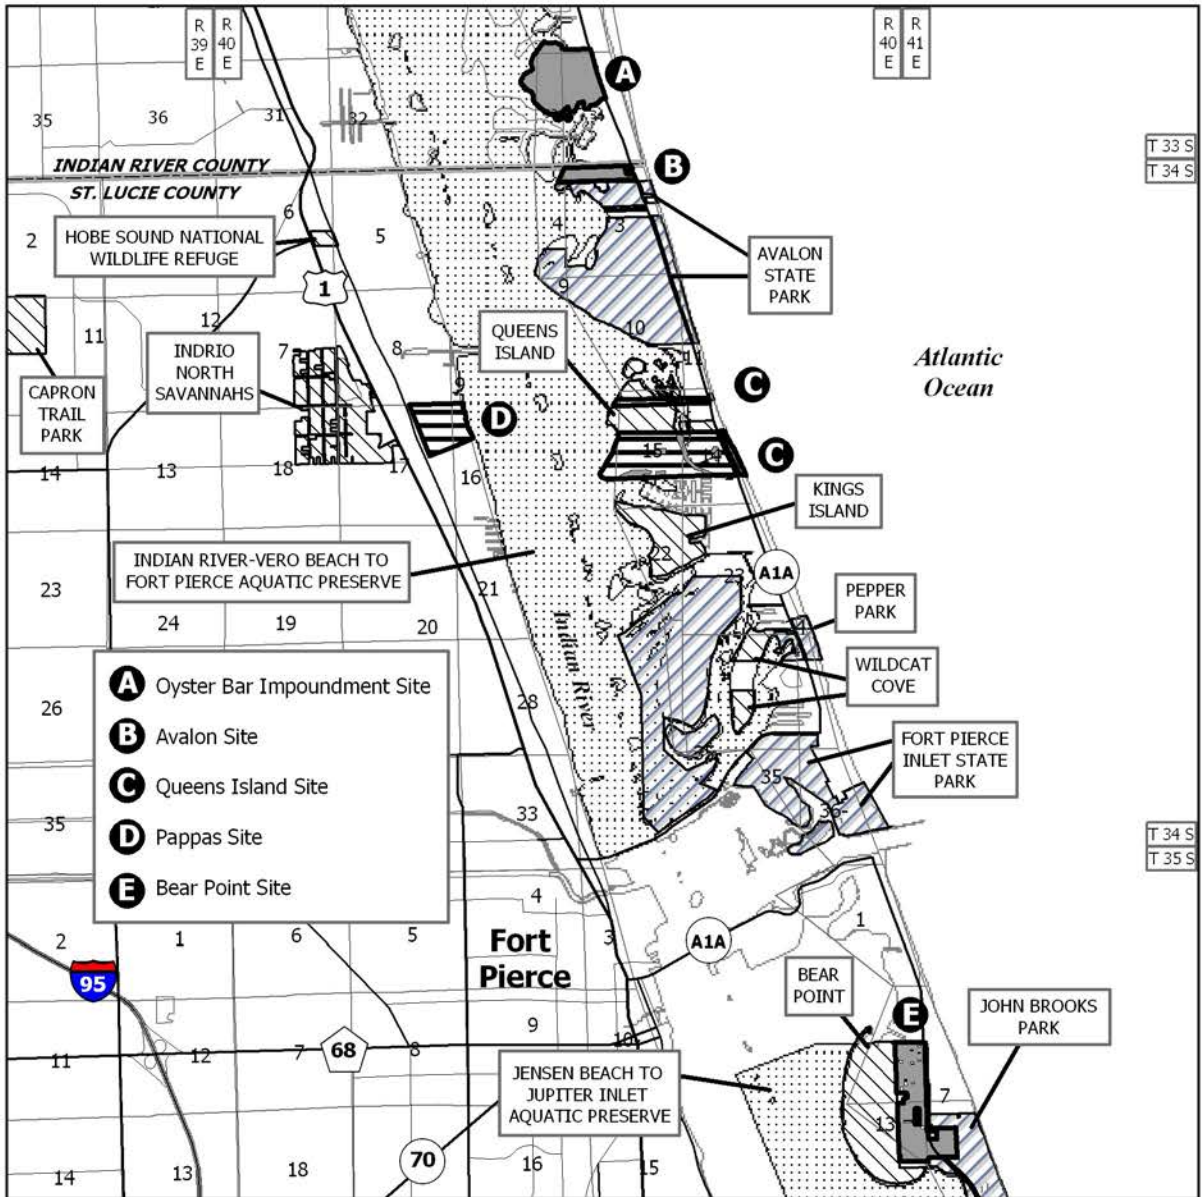 R
39
E
R
40
E
R
40
E
R
41
E
A
35
36
31
32
T 33 S
T 34 S
INDIAN RIVER COUNTY
ST. LUCIE COUNTY
B
6
2
5
4
3
HOBE SOUND NATIONAL
WILDLIFE REFUGE
AVALON
STATE
PARK
1
9
12
11
10
QUEENS
ISLAND
INDRIO
NORTH
SAVANNAHS
7
8
11
Atlantic
Ocean
CAPRON
TRAIL
PARK
9
C
D
14
13
18
17
16
15
14
C
KINGS
ISLAND
INDIAN RIVER-VERO BEACH TO
FORT PIERCE AQUATIC PRESERVE
22
23
A1A
23
21
PEPPER
PARK
24
19
20
Indian River
WILDCAT
COVE
A Oyster Bar Impoundment Site
B Avalon Site
C Queens Island Site
D Pappas Site
E Bear Point Site
26
28
FORT PIERCE
INLET STATE
PARK
35
36
35
33
T 34 S
T 35 S
4
2
1
6
5
Fort
Pierce
3
A1A
1
95
BEAR
POINT
E
JOHN BROOKS
PARK
9
10
11
12
7
68
8
JENSEN BEACH TO
JUPITER INLET
AQUATIC PRESERVE
7
13
14
13
18
70
16
15